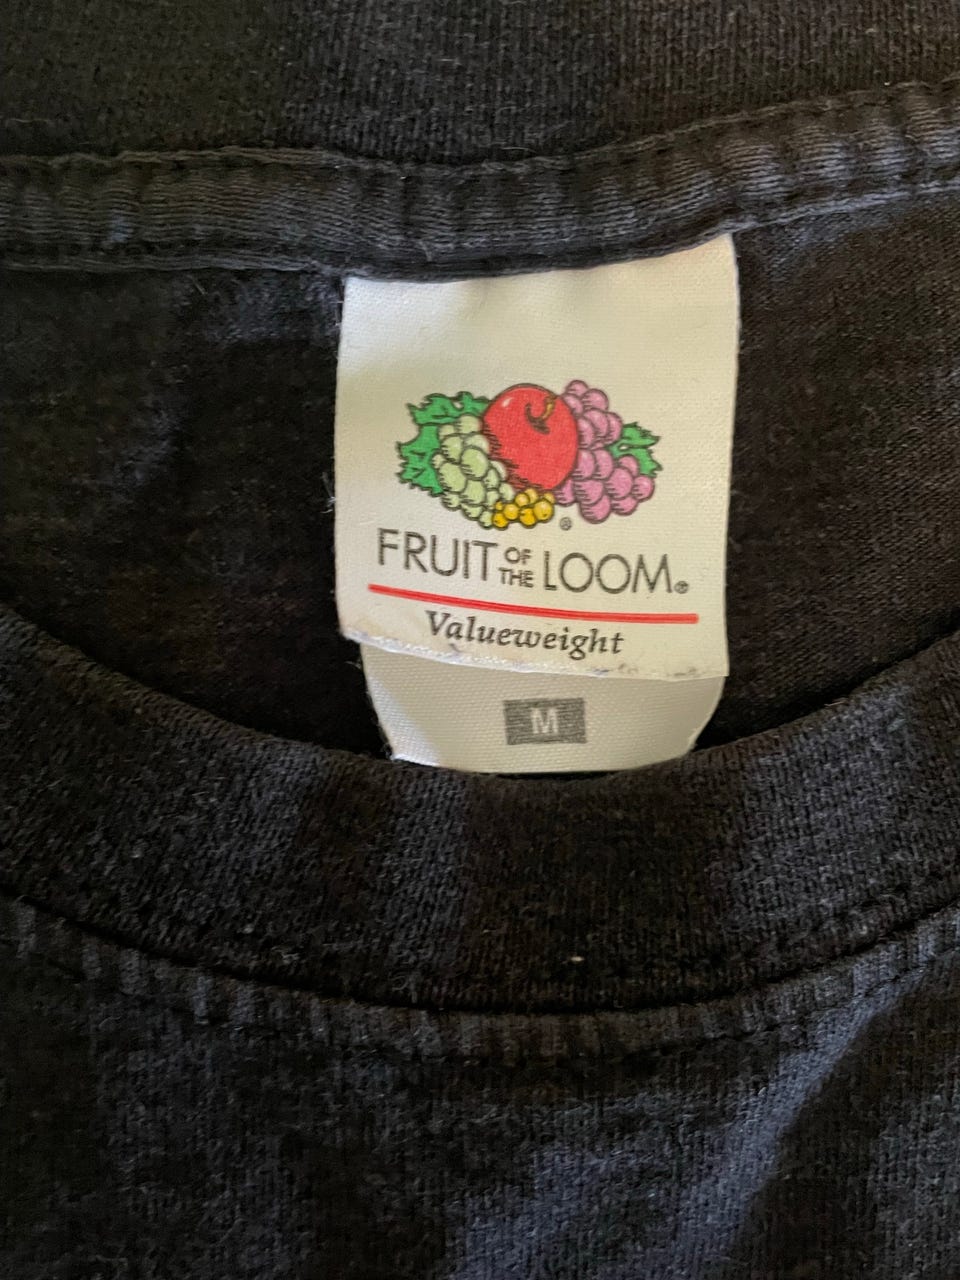 ®
FRUIT OF THE LOOM®
Valueweight
M